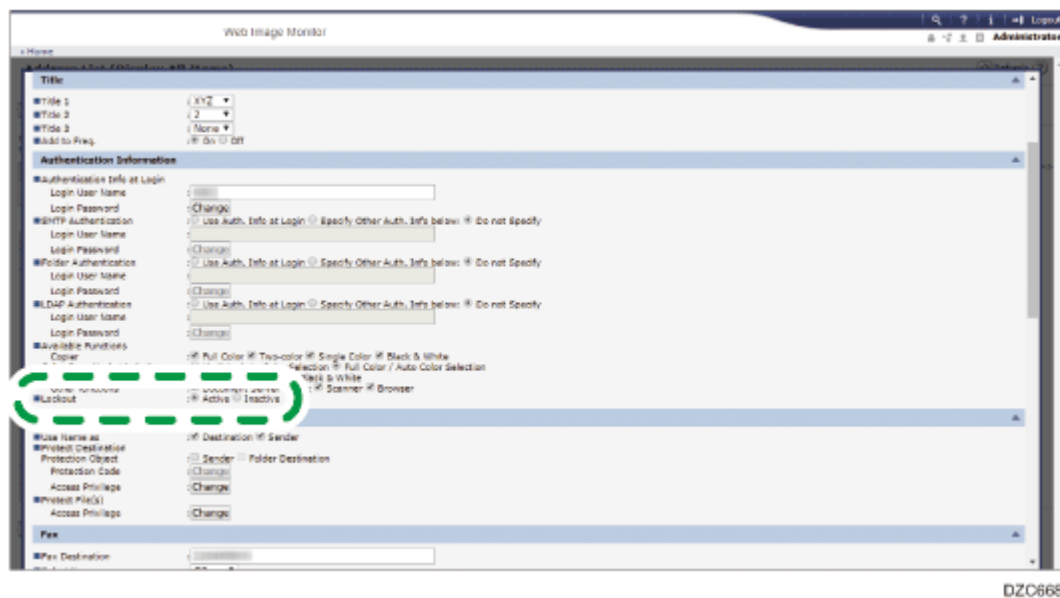 Logout
Web Image Monitor
Administrator
Home
Title
Title 1 : XYZ
Title 2 : 2
Title 3 : None
Add to Freq. : On Off
Authentication Information
Authentication Info at Login
Login User Name :
Login Password : Change
SMTP Authentication : Use Auth. Info at Login Specify Other Auth. Info below: Do not Specify
Login User Name :
Login Password : Change
Folder Authentication : Use Auth. Info at Login Specify Other Auth. Info below: Do not Specify
Login User Name :
Login Password : Change
LDAP Authentication : Use Auth. Info at Login Specify Other Auth. Info below: Do not Specify
Login User Name :
Login Password : Change
Available Functions
Copier : Full Color Two-color Single Color Black & White
Selection Full Color / Auto Color Selection
Black & White
Other Functions : Document Server Scanner Browser
Lockout : Active Inactive
Use Name as : Destination Sender
Protect Destination
Protection Object : Sender Folder Destination
Protection Code : Change
Access Privilege : Change
Protect File(s)
Access Privilege : Change
Fax
Fax Destination :
DZC668